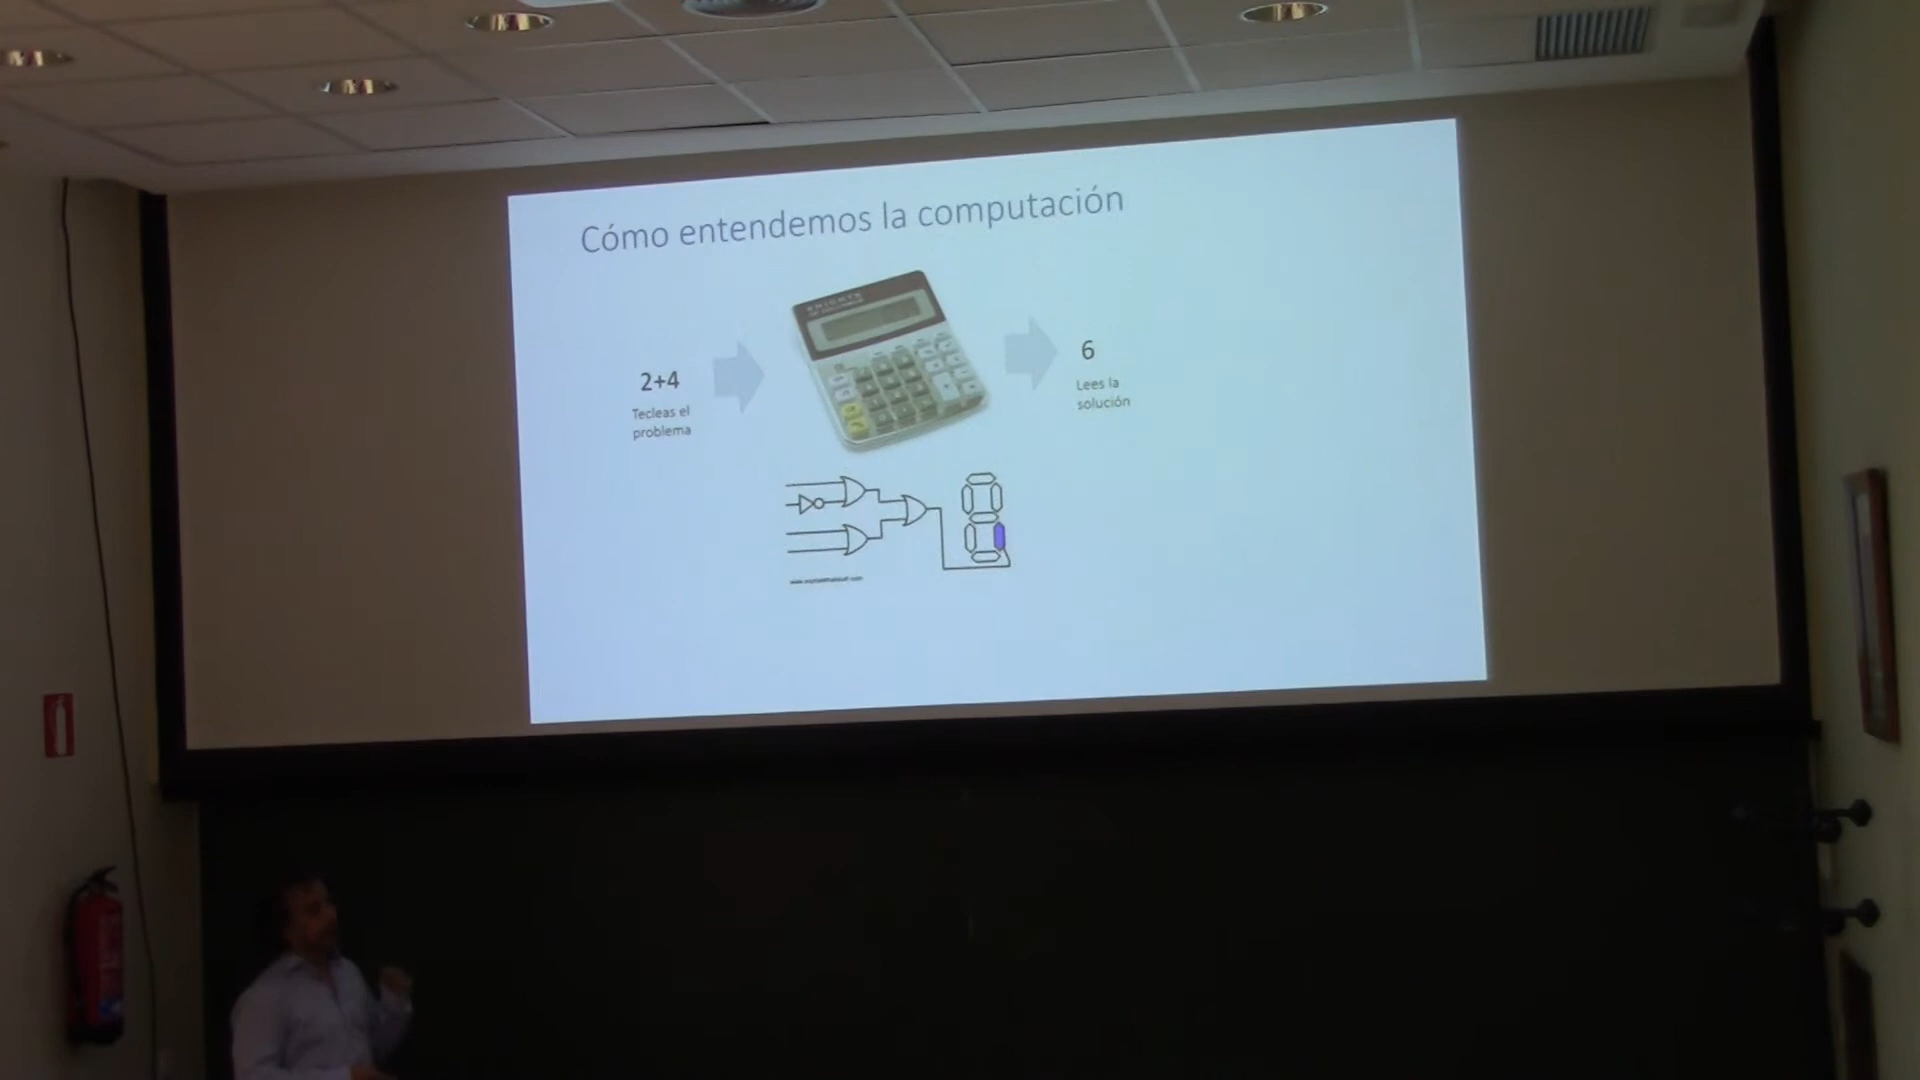 Cómo entendemos la computación
2+4
Tecleas el
problema
6
Lees la
solución